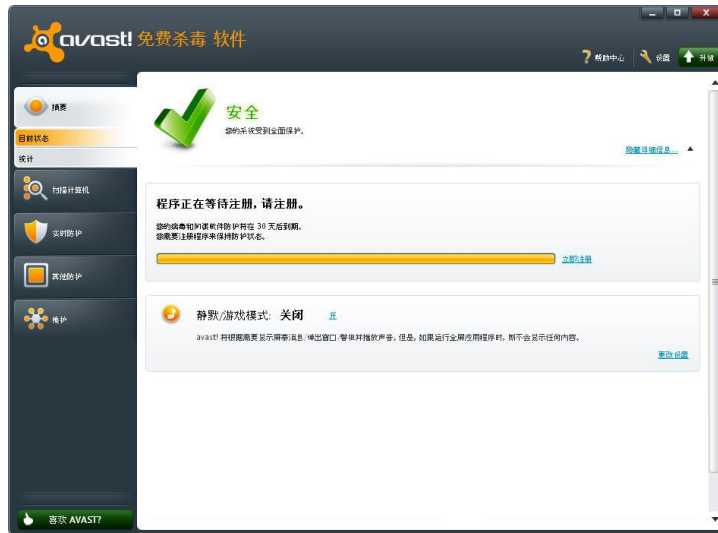 avast! 免费杀毒 软件
帮助中心 设置 升级
摘要
目前状态
统计
扫描计算机
实时防护
其他防护
维护
喜欢 AVAST?
安全
您的系统受到全面保护。
隐藏详细信息...
程序正在等待注册, 请注册。
您的病毒和间谍软件防护将在 30 天后到期。
您需要注册程序来保持防护状态。
立即注册
静默/游戏模式: 关闭 开
avast! 将根据需要显示屏幕消息/弹出窗口/警报并播放声音。但是, 如果运行全屏应用程序时, 则不会显示任何内容。
更改设置